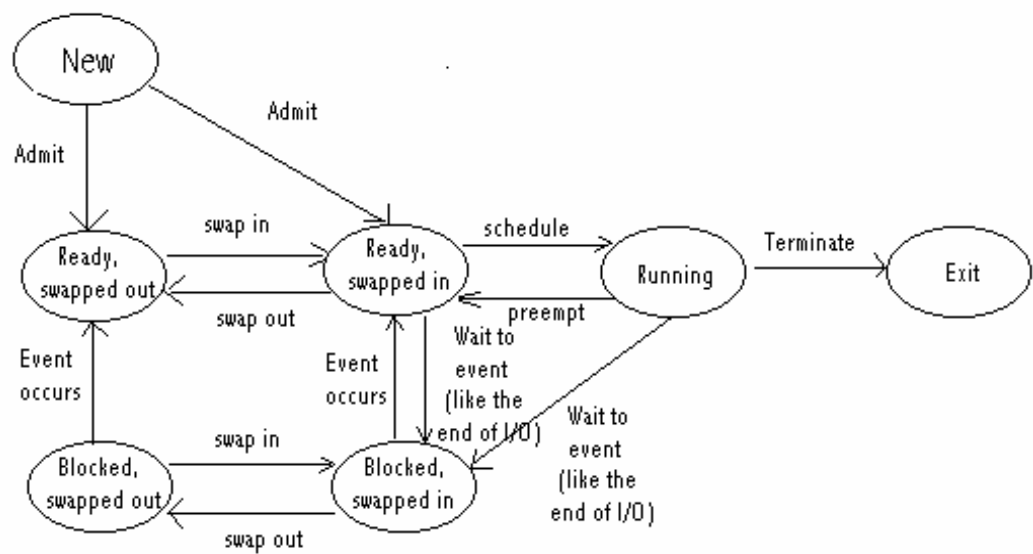 New
Admit
Admit
Ready,
swapped out
swap in
swap out
Ready,
swapped in
schedule
preempt
Running
Terminate
Exit
Event
occurs
Event
occurs
Wait to
event
(like the
end of I/O)
Wait to
event
(like the
end of I/O)
Blocked,
swapped out
swap in
swap out
Blocked,
swapped in